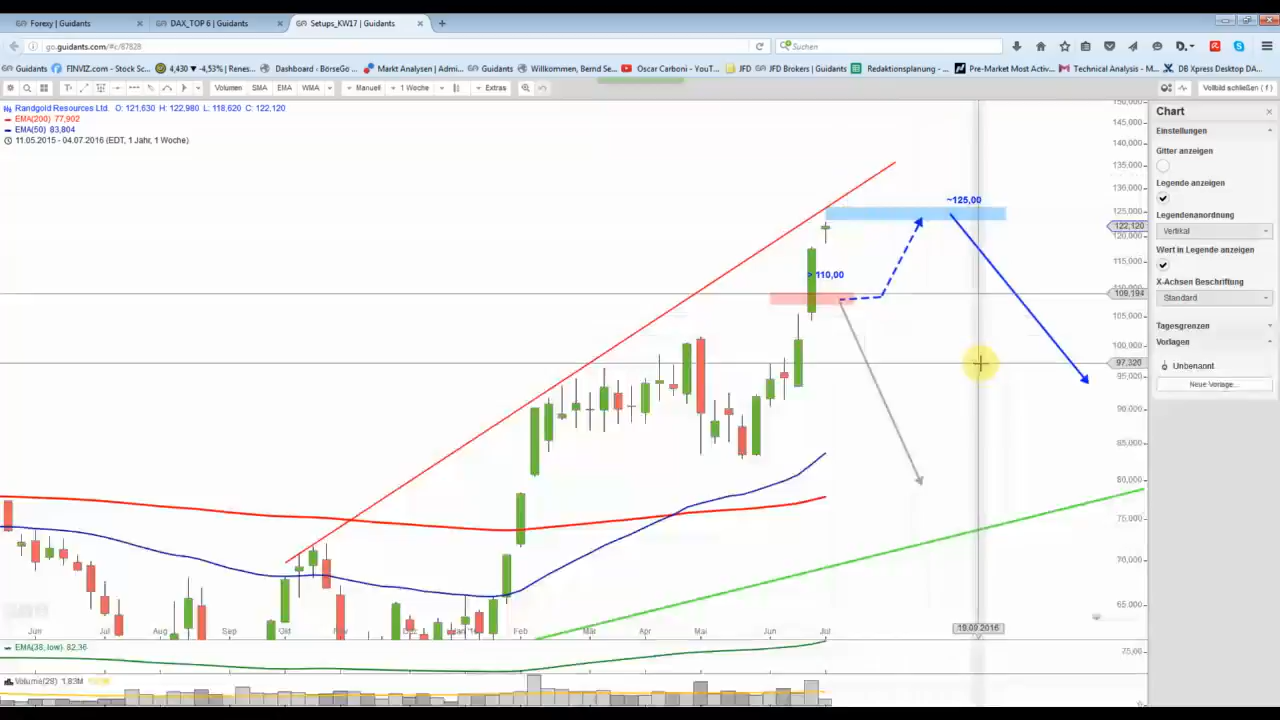 Forexy | Guidants
DAX_TOP 6 | Guidants
Setups_KW17 | Guidants
go.guidants.com/#c/87828
Suchen
Guidants FINVIZ.com - Stock Sc... 4,430 -4,53% | Renes... Dashboard ‹ BörseGo ... Markt Analysen | Admi... Guidants Willkommen, Bernd Se... Oscar Carboni - YouT... JFD JFD Brokers | Guidants Redaktionsplanung - ... Pre-Market Most Activ... Technical Analysis - M... DB Xpress Desktop DA...
Volumen SMA EMA WMA Manuell 1 Woche Extras Vollbild schließen ( f )
Randgold Resources Ltd. O: 121,630 H: 122,980 L: 118,620 C: 122,120
EMA(200) 77,902
EMA(50) 83,804
11.05.2015 - 04.07.2016 (EDT, 1 Jahr, 1 Woche)
~125,00
> 110,00
150,000
145,000
140,000
135,000
130,000
125,000
122,120
120,000
115,000
110,000
109,194
105,000
100,000
97,320
95,000
90,000
85,000
80,000
75,000
70,000
65,000
Jun Jul Aug Sep Okt Nov Dez Jan Feb Mär Apr Mai Jun Jul
19.09.2016
EMA(38, low) 82.36
75,00
Volume(28) 1.83M
Chart
Einstellungen
Gitter anzeigen
Legende anzeigen
Legendenanordnung
Vertikal
Wert in Legende anzeigen
X-Achsen Beschriftung
Standard
Tagesgrenzen
Vorlagen
Unbenannt
Neue Vorlage...